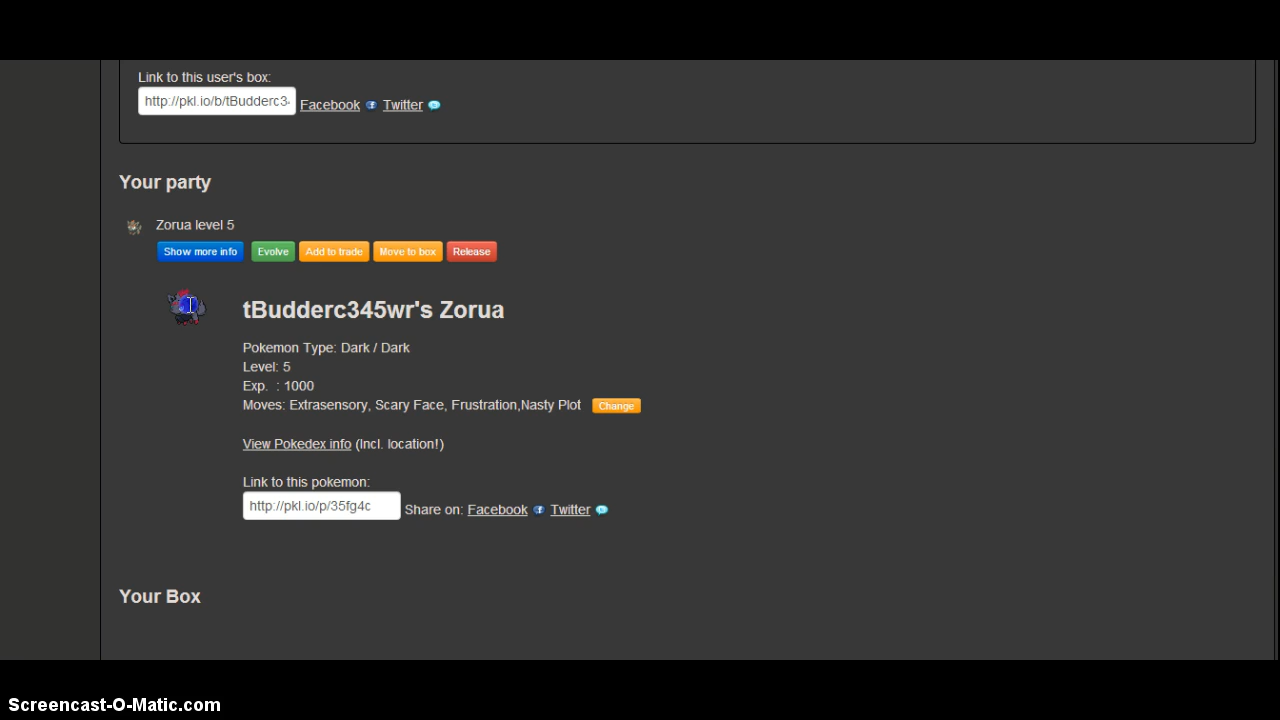 Link to this user's box:
http://pkl.io/b/tBudderc34 Facebook Twitter
Your party
Zorua level 5
Show more info Evolve Add to trade Move to box Release
tBudderc345wr's Zorua
Pokemon Type: Dark / Dark
Level: 5
Exp. : 1000
Moves: Extrasensory, Scary Face, Frustration,Nasty Plot Change
View Pokedex info (Incl. location!)
Link to this pokemon:
http://pkl.io/p/35fg4c Share on: Facebook Twitter
Your Box
Screencast-O-Matic.com